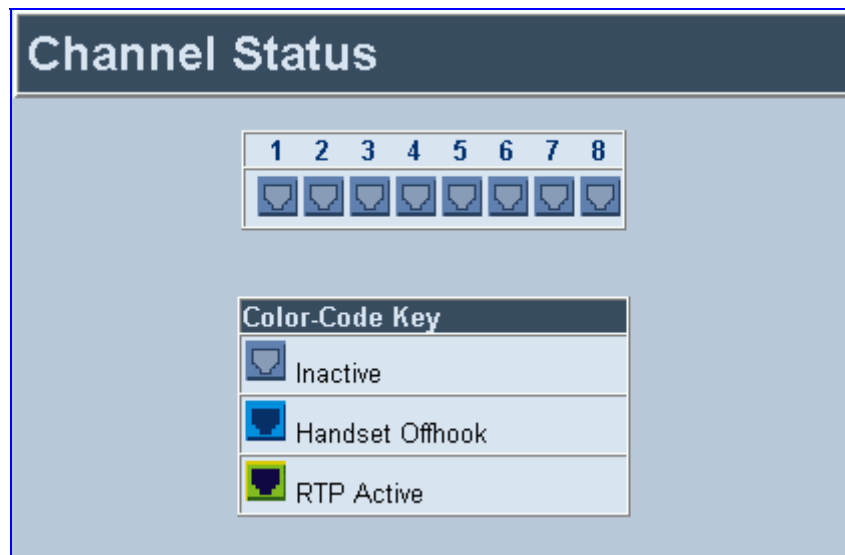 Channel Status
1 2 3 4 5 6 7 8
Color-Code Key
Inactive
Handset Offhook
RTP Active